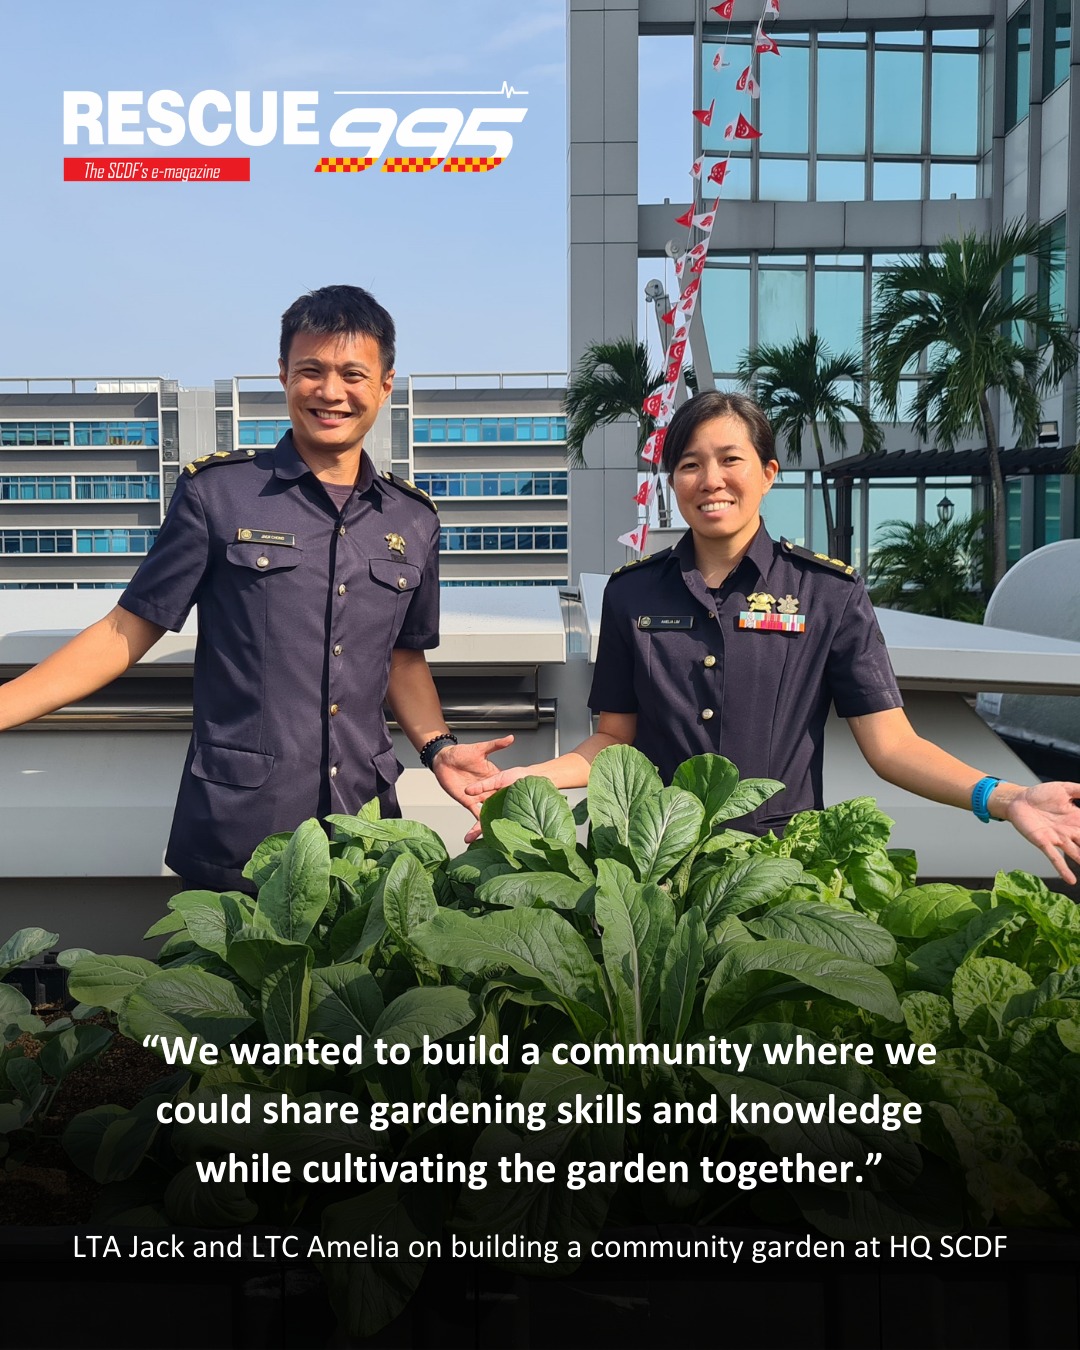 RESCUE 995
The SCDF's e-magazine
JACK CHONG
AMELIA LIM
“We wanted to build a community where we
could share gardening skills and knowledge
while cultivating the garden together.”
LTA Jack and LTC Amelia on building a community garden at HQ SCDF